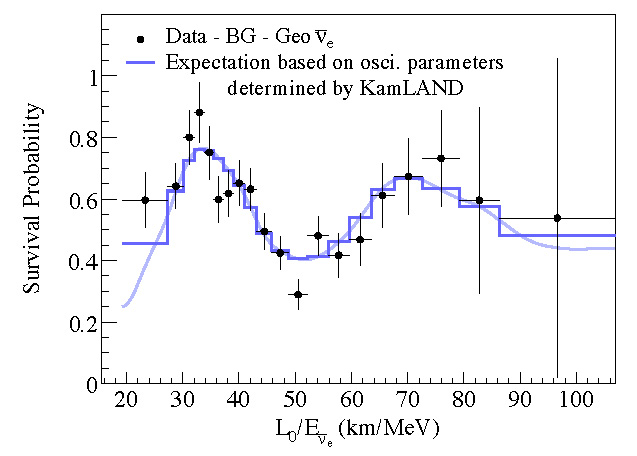 Data - BG - Geo ν̅e
Expectation based on osci. parameters
determined by KamLAND
Survival Probability
1
0.8
0.6
0.4
0.2
0
20 30 40 50 60 70 80 90 100
L0/Eν̅e (km/MeV)